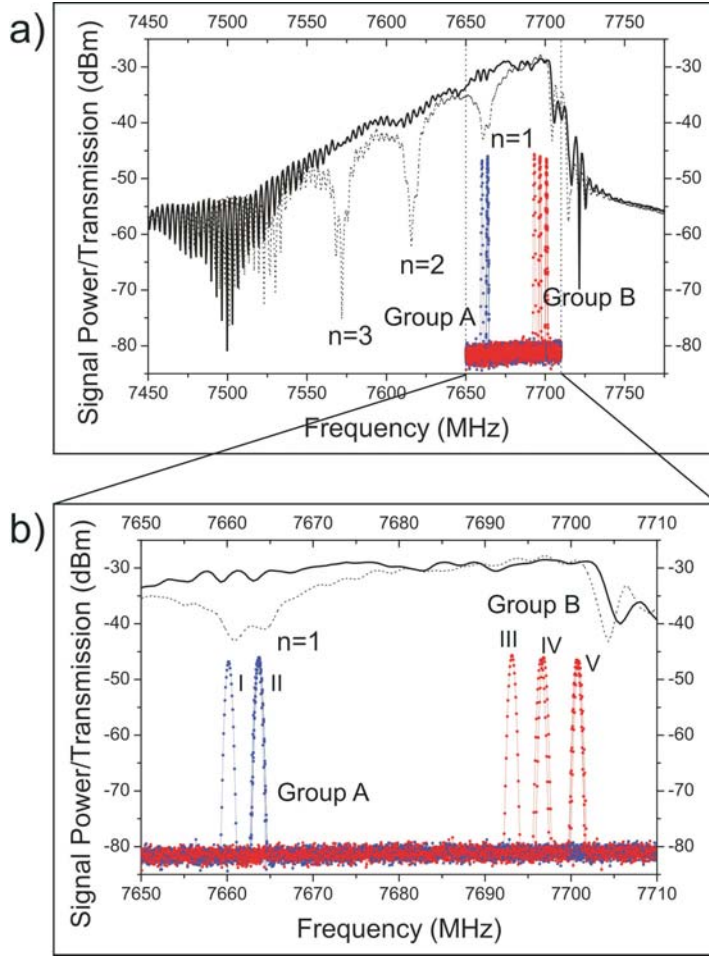 a)
7450 7500 7550 7600 7650 7700 7750
Signal Power/Transmission (dBm)
-30
-40
-50
-60
-70
-80
-30
-40
-50
-60
-70
-80
n=1
n=2
n=3
Group A
Group B
7450 7500 7550 7600 7650 7700 7750
Frequency (MHz)
b)
7650 7660 7670 7680 7690 7700 7710
Signal Power/Transmission (dBm)
-30
-40
-50
-60
-70
-80
-30
-40
-50
-60
-70
-80
Group B
n=1
I II III IV V
Group A
7650 7660 7670 7680 7690 7700 7710
Frequency (MHz)